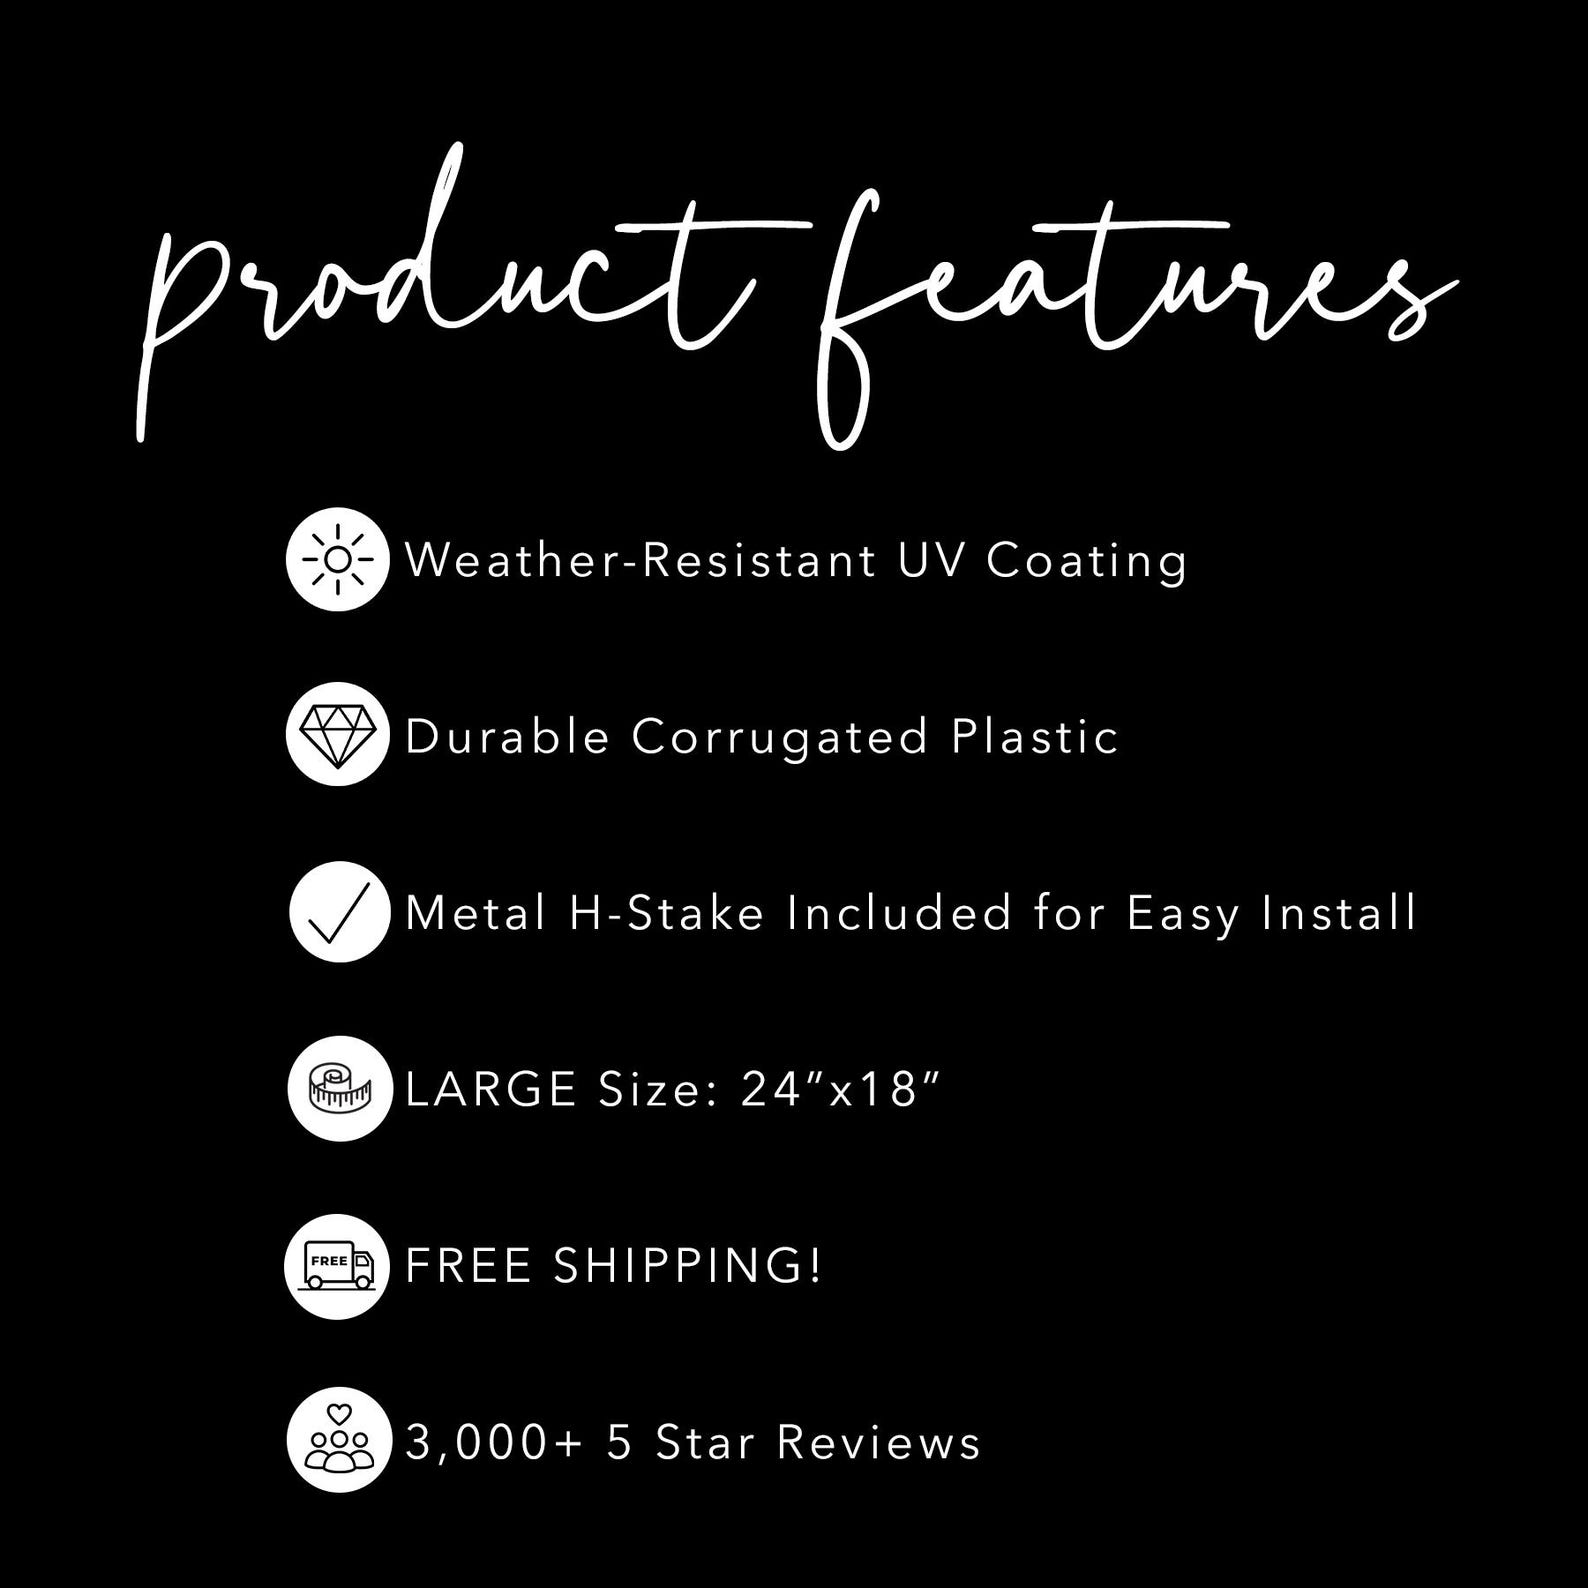 product features
Weather-Resistant UV Coating
Durable Corrugated Plastic
Metal H-Stake Included for Easy Install
LARGE Size: 24”x18”
FREE
FREE SHIPPING!
3,000+ 5 Star Reviews